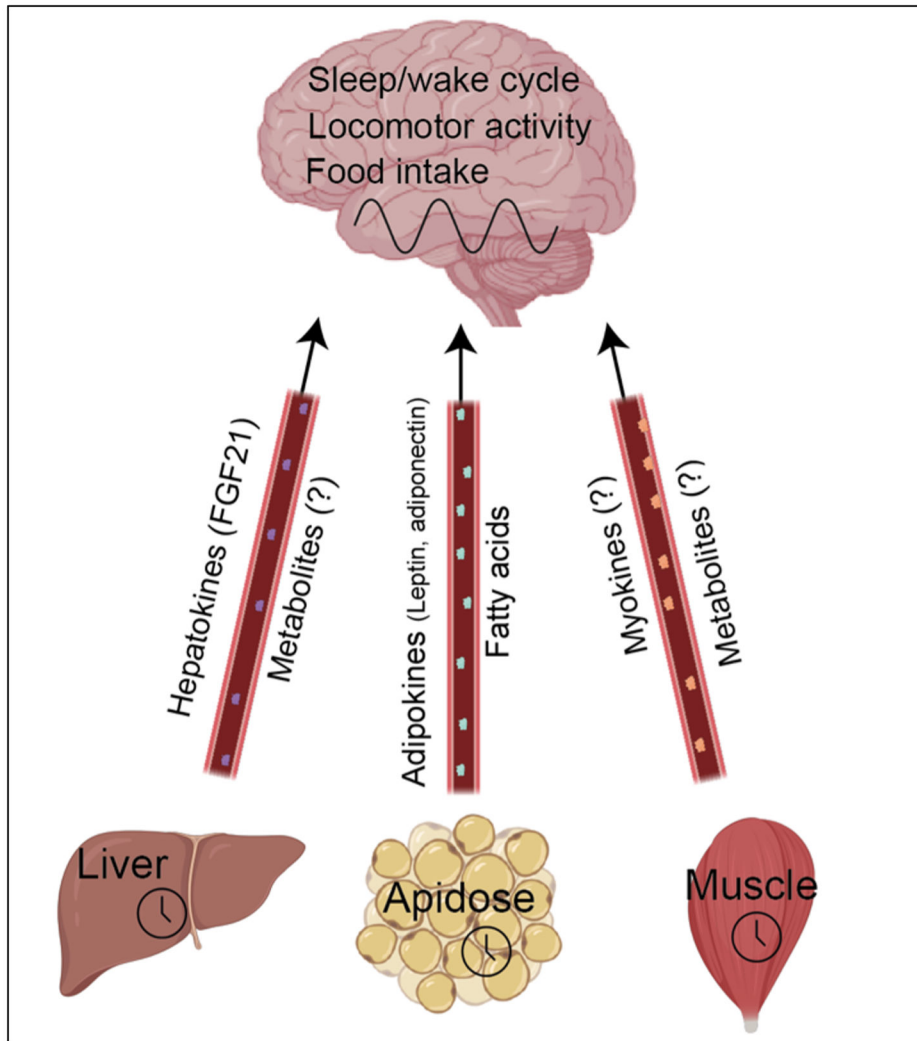 Sleep/wake cycle
Locomotor activity
Food intake
Hepatokines (FGF21)
Metabolites (?)
Adipokines (Leptin, adiponectin)
Fatty acids
Myokines (?)
Metabolites (?)
Liver
Apidose
Muscle